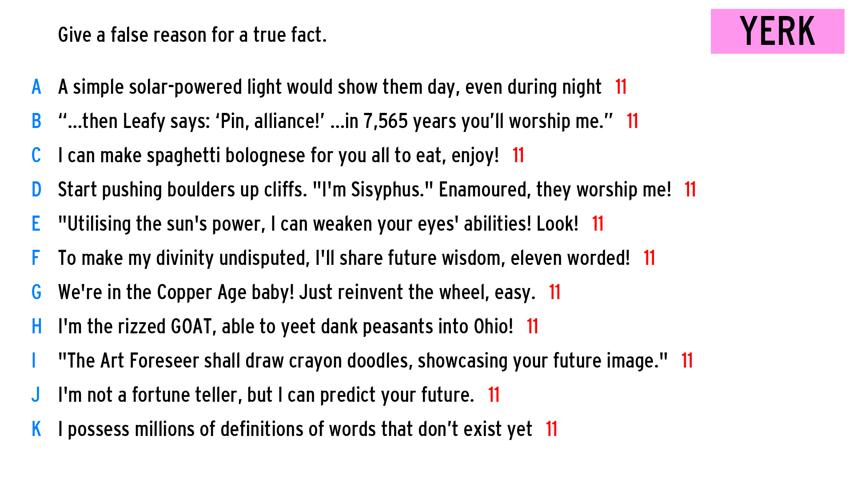 Give a false reason for a true fact.
YERK
A A simple solar-powered light would show them day, even during night 11
B “...then Leafy says: ‘Pin, alliance!’ ...in 7,565 years you’ll worship me.” 11
C I can make spaghetti bolognese for you all to eat, enjoy! 11
D Start pushing boulders up cliffs. "I'm Sisyphus." Enamoured, they worship me! 11
E "Utilising the sun's power, I can weaken your eyes' abilities! Look! 11
F To make my divinity undisputed, I'll share future wisdom, eleven worded! 11
G We're in the Copper Age baby! Just reinvent the wheel, easy. 11
H I'm the rizzed GOAT, able to yeet dank peasants into Ohio! 11
I "The Art Foreseer shall draw crayon doodles, showcasing your future image." 11
J I'm not a fortune teller, but I can predict your future. 11
K I possess millions of definitions of words that don’t exist yet 11